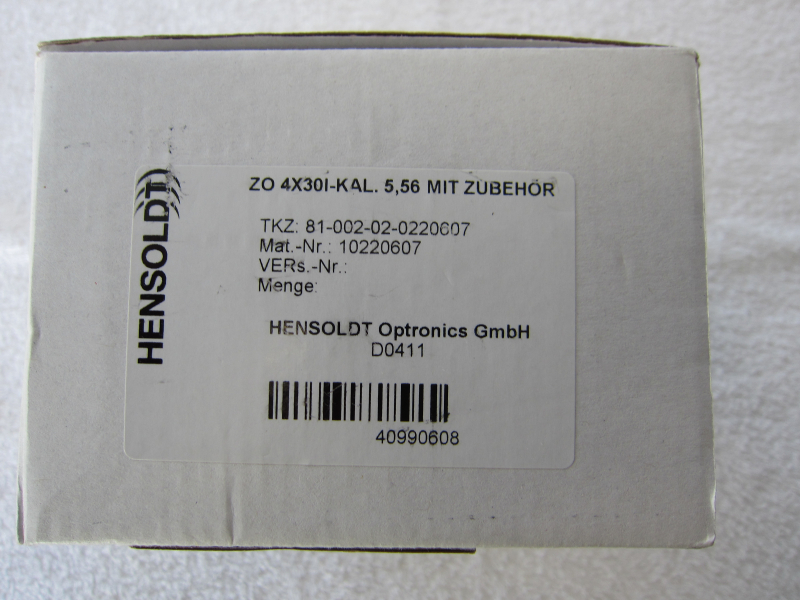 HENSOLDT
ZO 4X30I-KAL. 5,56 MIT ZUBEHÖR
TKZ: 81-002-02-0220607
Mat.-Nr.: 10220607
VERs.-Nr.:
Menge:
HENSOLDT Optronics GmbH
D0411
40990608